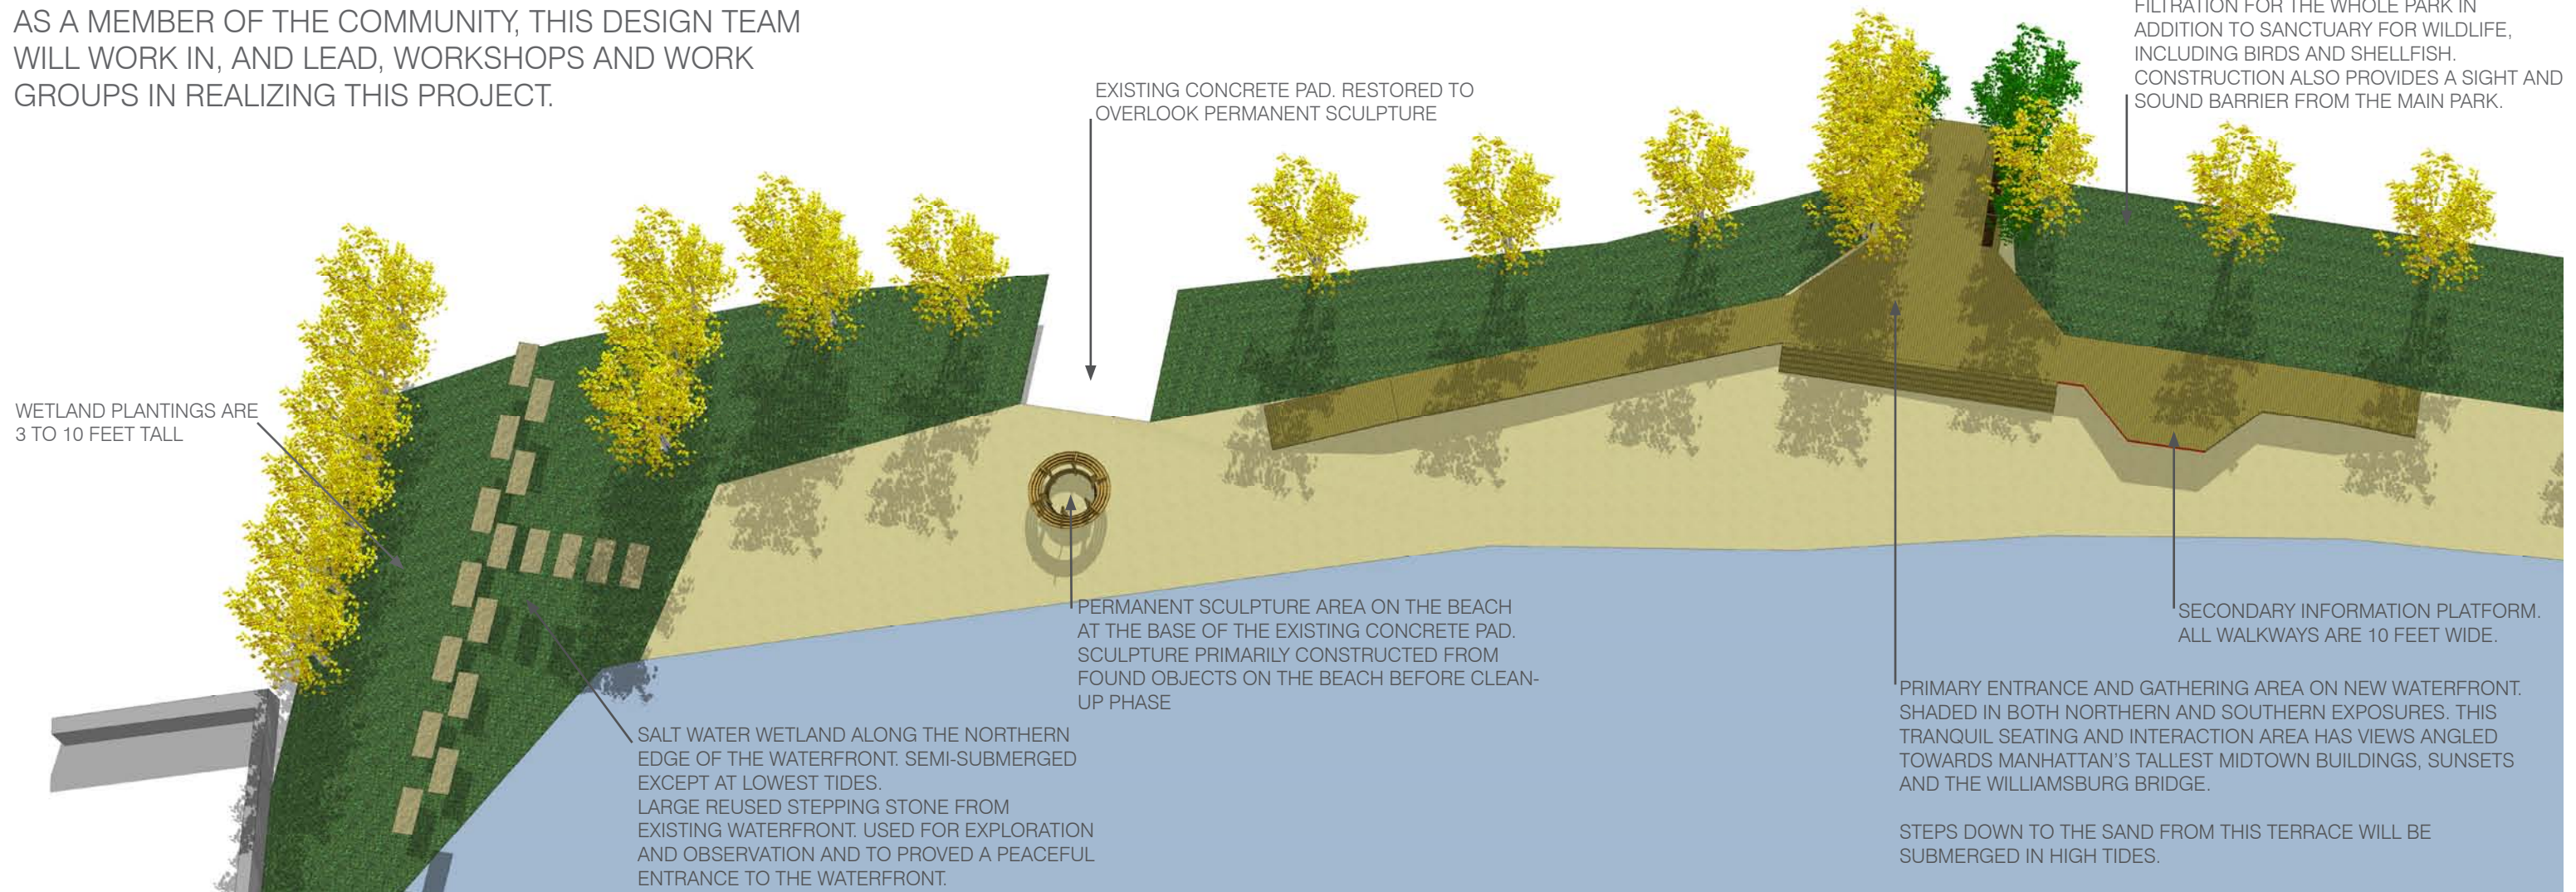 AS A MEMBER OF THE COMMUNITY, THIS DESIGN TEAM
WILL WORK IN, AND LEAD, WORKSHOPS AND WORK
GROUPS IN REALIZING THIS PROJECT.
EXISTING CONCRETE PAD. RESTORED TO
OVERLOOK PERMANENT SCULPTURE
FILTRATION FOR THE WHOLE PARK IN
ADDITION TO SANCTUARY FOR WILDLIFE,
INCLUDING BIRDS AND SHELLFISH.
CONSTRUCTION ALSO PROVIDES A SIGHT AND
SOUND BARRIER FROM THE MAIN PARK.
WETLAND PLANTINGS ARE
3 TO 10 FEET TALL
PERMANENT SCULPTURE AREA ON THE BEACH
AT THE BASE OF THE EXISTING CONCRETE PAD.
SCULPTURE PRIMARILY CONSTRUCTED FROM
FOUND OBJECTS ON THE BEACH BEFORE CLEAN-
UP PHASE
SECONDARY INFORMATION PLATFORM.
ALL WALKWAYS ARE 10 FEET WIDE.
SALT WATER WETLAND ALONG THE NORTHERN
EDGE OF THE WATERFRONT. SEMI-SUBMERGED
EXCEPT AT LOWEST TIDES.
LARGE REUSED STEPPING STONE FROM
EXISTING WATERFRONT. USED FOR EXPLORATION
AND OBSERVATION AND TO PROVED A PEACEFUL
ENTRANCE TO THE WATERFRONT.
PRIMARY ENTRANCE AND GATHERING AREA ON NEW WATERFRONT.
SHADED IN BOTH NORTHERN AND SOUTHERN EXPOSURES. THIS
TRANQUIL SEATING AND INTERACTION AREA HAS VIEWS ANGLED
TOWARDS MANHATTAN'S TALLEST MIDTOWN BUILDINGS, SUNSETS
AND THE WILLIAMSBURG BRIDGE.
STEPS DOWN TO THE SAND FROM THIS TERRACE WILL BE
SUBMERGED IN HIGH TIDES.